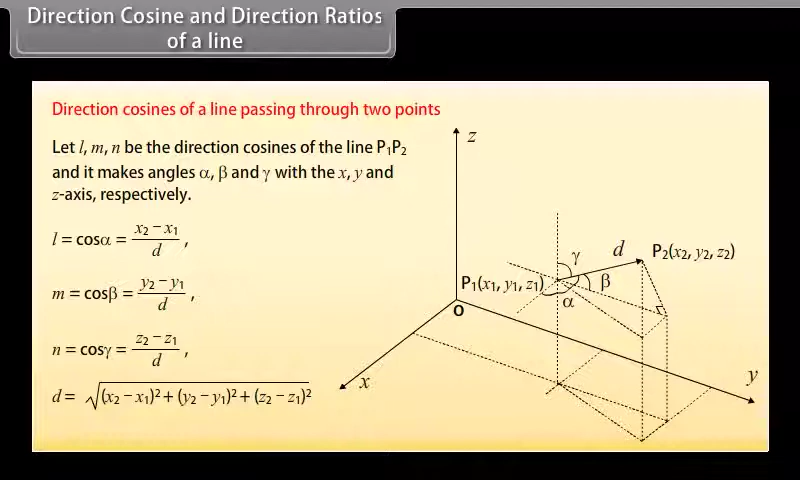 Direction Cosine and Direction Ratios
of a line
Direction cosines of a line passing through two points
Let l, m, n be the direction cosines of the line P₁P₂
and it makes angles α, β and γ with the x, y and
z-axis, respectively.
l = cosα = (x₂ – x₁)/d ,
m = cosβ = (y₂ – y₁)/d ,
n = cosγ = (z₂ – z₁)/d ,
d = √((x₂ – x₁)² + (y₂ – y₁)² + (z₂ – z₁)²)
z
γ
d
P₂(x₂, y₂, z₂)
P₁(x₁, y₁, z₁)
β
α
O
x
y